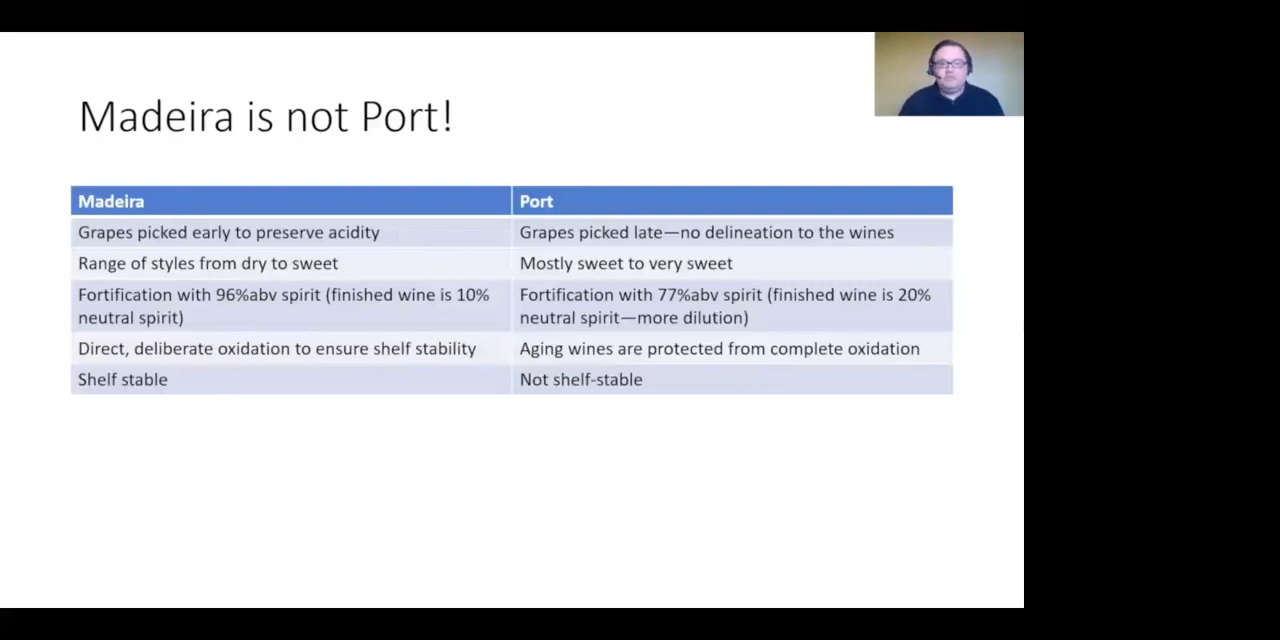 Madeira is not Port!
Madeira
Port
Grapes picked early to preserve acidity
Grapes picked late—no delineation to the wines
Range of styles from dry to sweet
Mostly sweet to very sweet
Fortification with 96%abv spirit (finished wine is 10%
neutral spirit)
Fortification with 77%abv spirit (finished wine is 20%
neutral spirit—more dilution)
Direct, deliberate oxidation to ensure shelf stability
Aging wines are protected from complete oxidation
Shelf stable
Not shelf-stable